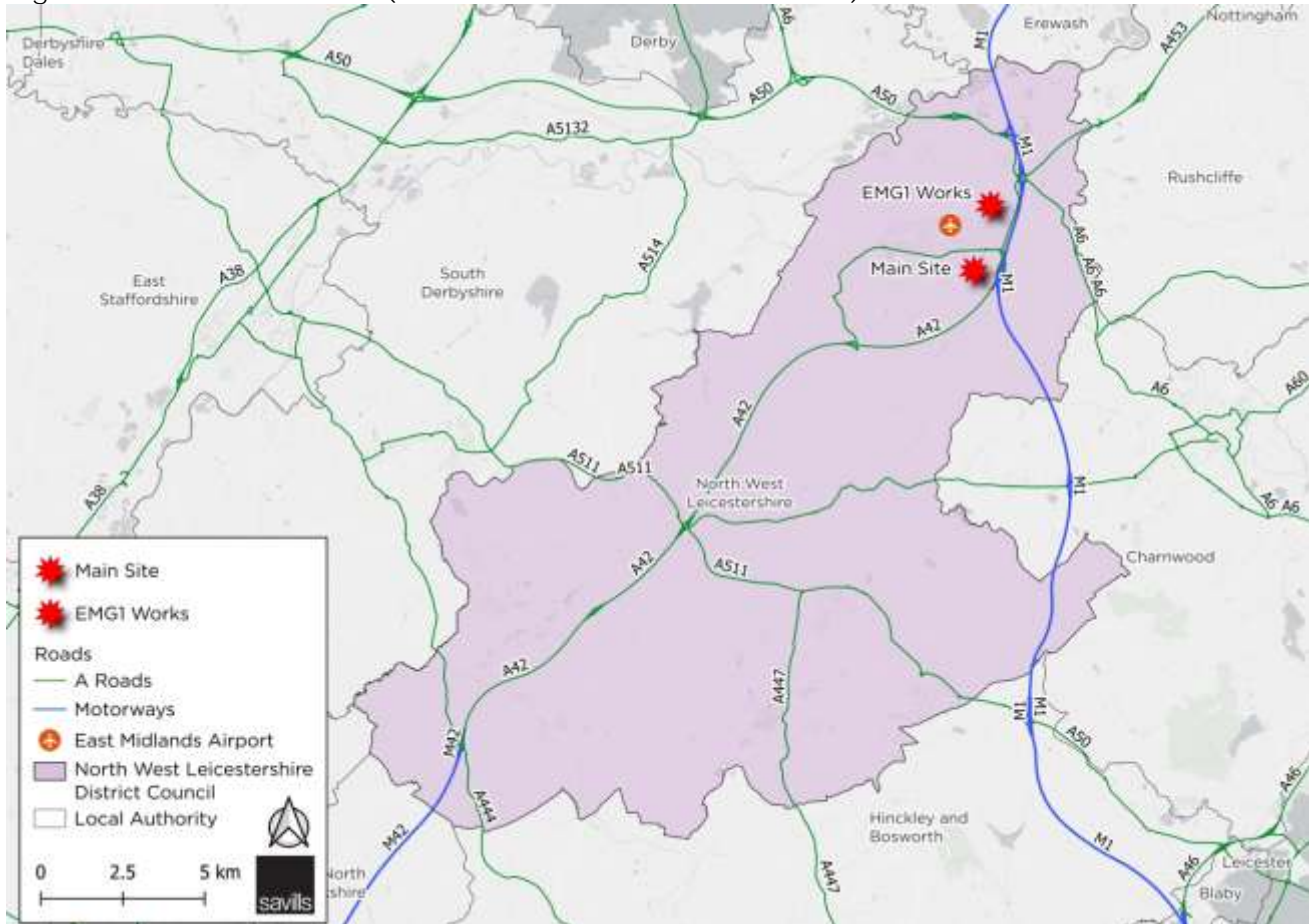 Derbyshire
Dales
Derby
A6
M1
Erewash
Nottingham
A453
A50
A50
A50
A5132
M1
EMG1 Works
Rushcliffe
A6
A6
A6
A514
Main Site
M1
A38
East
Staffordshire
South
Derbyshire
A42
A6
A60
A42
A511
A511
North West
Leicestershire
M1
A38
A6
A6
Charnwood
A42
A511
A42
A447
M1
M1
A50
M42
A444
A46
Hinckley and
Bosworth
M42
M1
A447
A46
Leicester
Blaby
North
shire
Main Site
EMG1 Works
Roads
A Roads
Motorways
East Midlands Airport
North West Leicestershire
District Council
Local Authority
0 2.5 5 km
savills